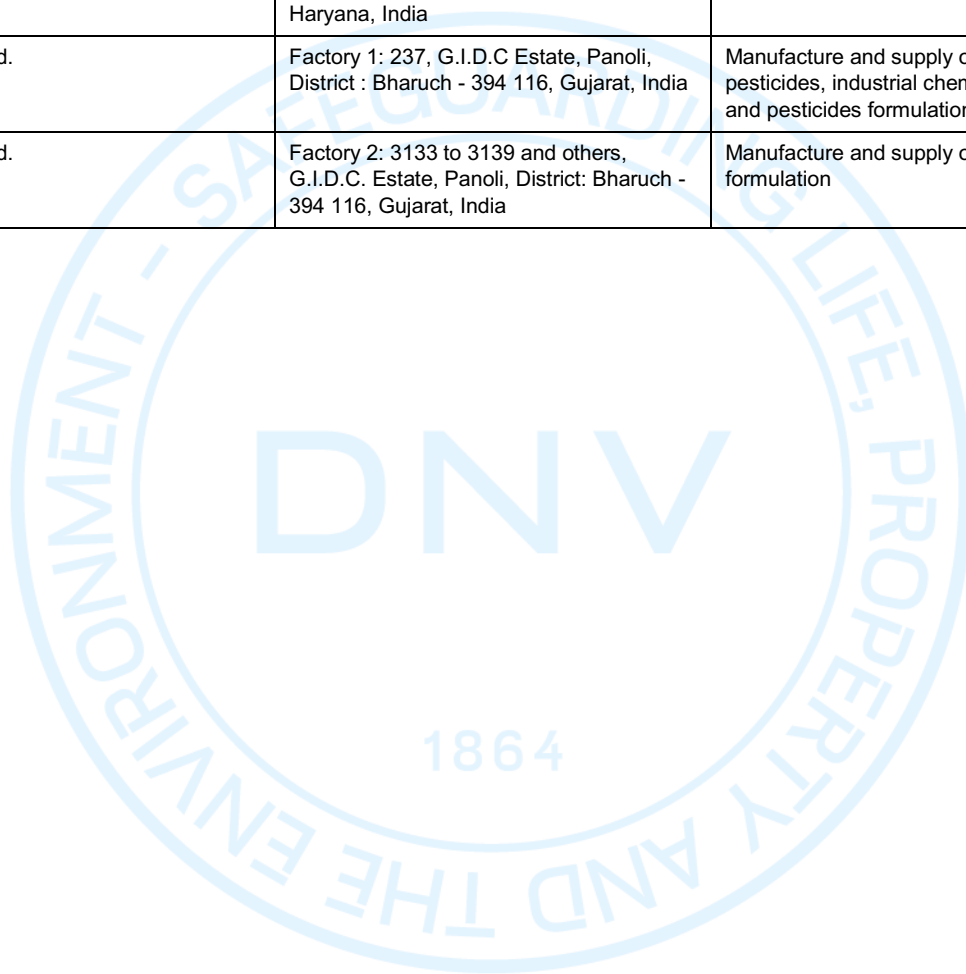 Haryana, India
d.
Factory 1: 237, G.I.D.C Estate, Panoli,
District : Bharuch - 394 116, Gujarat, India
Manufacture and supply
pesticides, industrial
and pesticides
d.
Factory 2: 3133 to 3139 and others,
G.I.D.C. Estate, Panoli, District: Bharuch -
394 116, Gujarat, India
Manufacture and supply
formulation
SAFEGUARDING LIFE, PROPERTY AND THE ENVIRONMENT -
DNV
1864